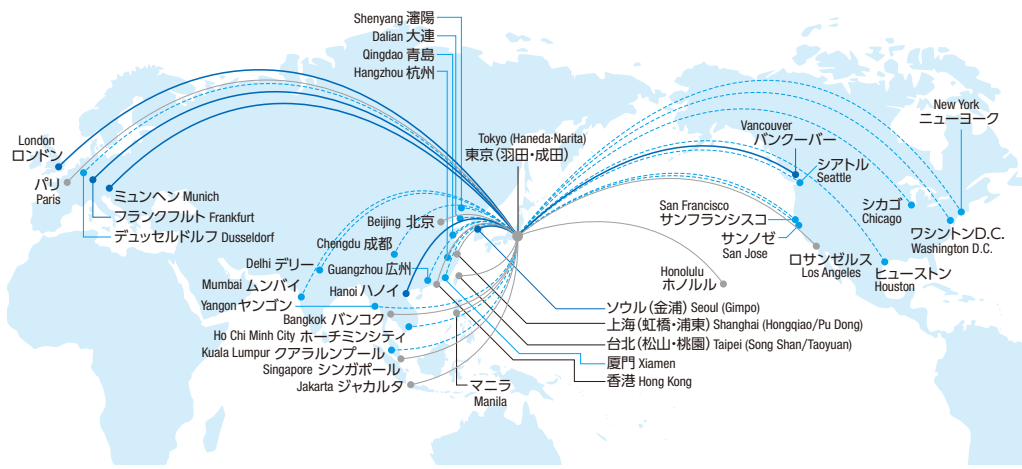 Shenyang 瀋陽
Dalian 大連
Qingdao 青島
Hangzhou 杭州
New York
ニューヨーク
London
ロンドン
Tokyo (Haneda·Narita)
東京(羽田・成田)
Vancouver
バンクーバー
シアトル
Seattle
パリ
Paris
ミュンヘン Munich
フランクフルト Frankfurt
デュッセルドルフ Dusseldorf
Beijing 北京
Chengdu 成都
San Francisco
サンフランシスコ
サンノゼ
San Jose
シカゴ
Chicago
ワシントンD.C.
Washington D.C.
ロサンゼルス
Los Angeles
ヒューストン
Houston
Delhi デリー
Guangzhou 広州
Mumbai ムンバイ
Hanoi ハノイ
Honolulu
ホノルル
Yangon ヤンゴン
Bangkok バンコク
Ho Chi Minh City ホーチミンシティ
Kuala Lumpur クアラルンプール
Singapore シンガポール
Jakarta ジャカルタ
マニラ
Manila
ソウル(金浦) Seoul (Gimpo)
上海(虹橋・浦東) Shanghai (Hongqiao/Pu Dong)
台北(松山・桃園) Taipei (Song Shan/Taoyuan)
厦門 Xiamen
香港 Hong Kong